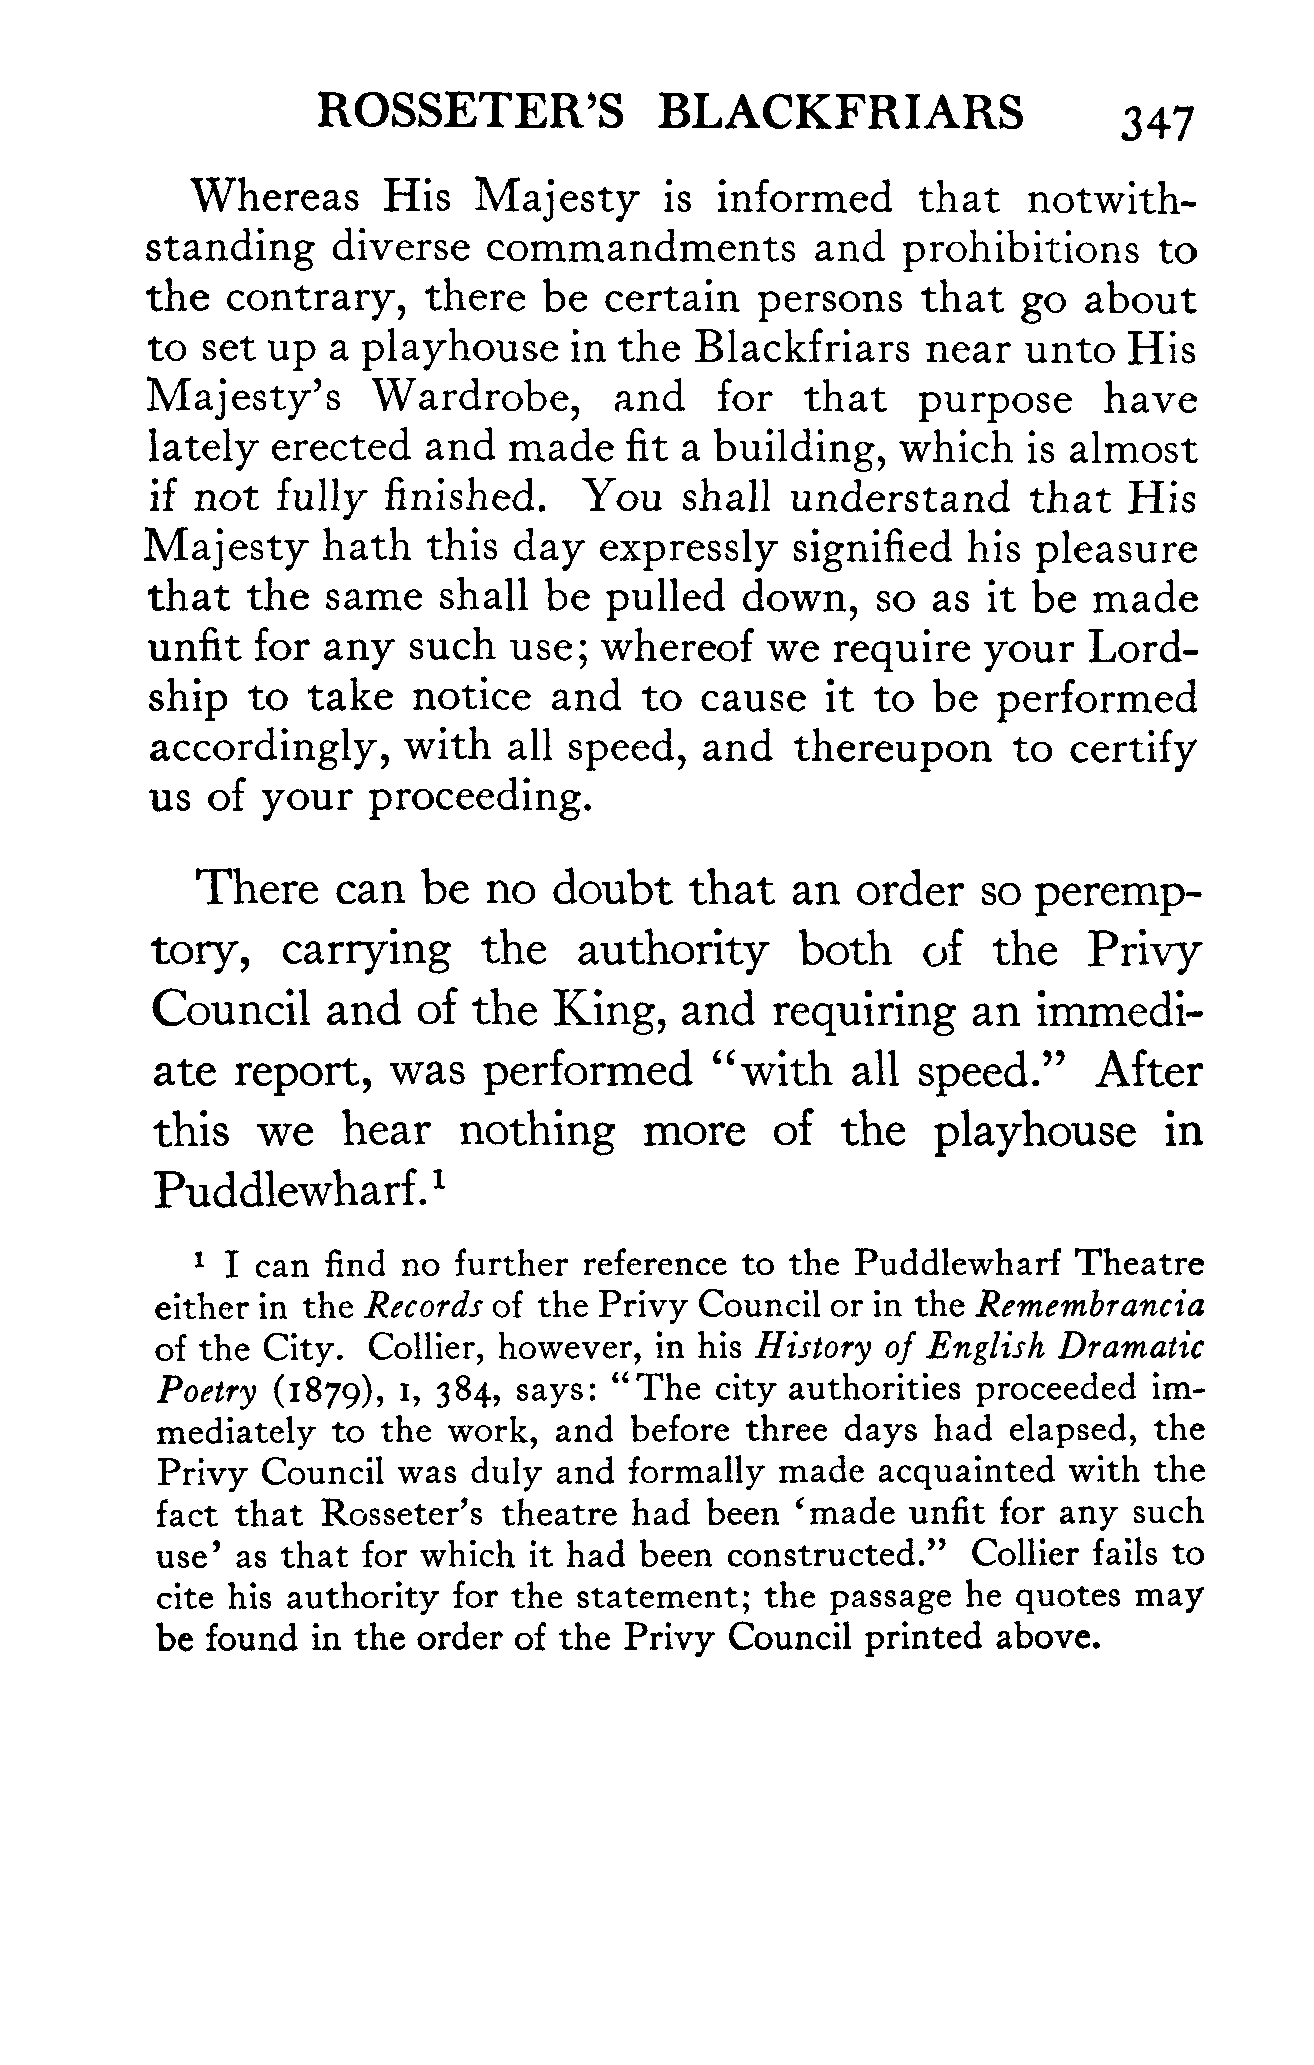 ROSSETER'S BLACKFRIARS 347
Whereas His Majesty is informed that notwith-
standing diverse commandments and prohibitions to
the contrary, there be certain persons that go about
to set up a playhouse in the Blackfriars near unto His
Majesty's Wardrobe, and for that purpose have
lately erected and made fit a building, which is almost
if not fully finished. You shall understand that His
Majesty hath this day expressly signified his pleasure
that the same shall be pulled down, so as it be made
unfit for any such use; whereof we require your Lord-
ship to take notice and to cause it to be performed
accordingly, with all speed, and thereupon to certify
us of your proceeding.
There can be no doubt that an order so peremp-
tory, carrying the authority both of the Privy
Council and of the King, and requiring an immedi-
ate report, was performed "with all speed." After
this we hear nothing more of the playhouse in
Puddlewharf.¹
¹ I can find no further reference to the Puddlewharf Theatre
either in the Records of the Privy Council or in the Remembrancia
of the City. Collier, however, in his History of English Dramatic
Poetry (1879), I, 384, says: "The city authorities proceeded im-
mediately to the work, and before three days had elapsed, the
Privy Council was duly and formally made acquainted with the
fact that Rosseter's theatre had been 'made unfit for any such
use' as that for which it had been constructed." Collier fails to
cite his authority for the statement; the passage he quotes may
be found in the order of the Privy Council printed above.